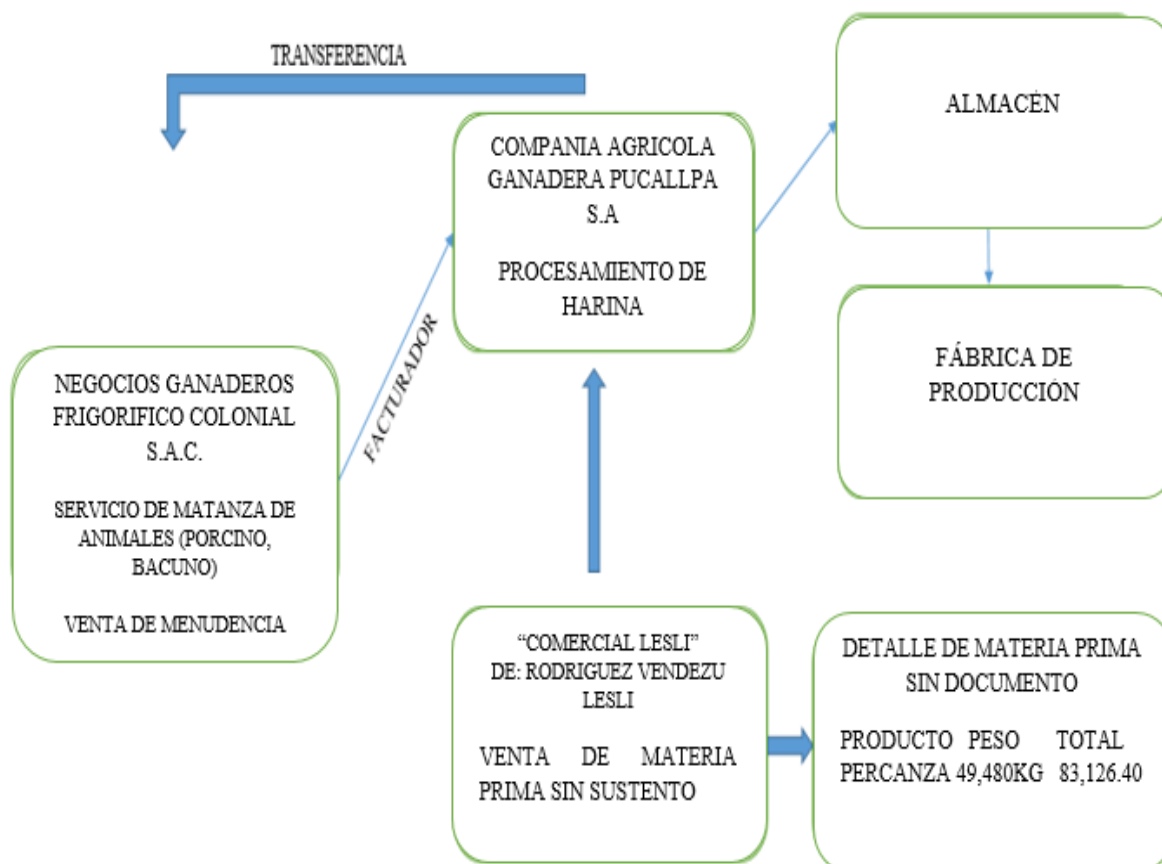 TRANSFERENCIA
COMPANIA AGRICOLA
GANADERA PUCALLPA
S.A
PROCESAMIENTO DE
HARINA
ALMACÉN
FÁBRICA DE
PRODUCCIÓN
FACTURADOR
NEGOCIOS GANADEROS
FRIGORIFICO COLONIAL
S.A.C.
SERVICIO DE MATANZA DE
ANIMALES (PORCINO,
BACUNO)
VENTA DE MENUDENCIA
“COMERCIAL LESLI”
DE: RODRIGUEZ VENDEZU
LESLI
VENTA DE MATERIA
PRIMA SIN SUSTENTO
DETALLE DE MATERIA PRIMA
SIN DOCUMENTO
PRODUCTO PESO TOTAL
PERCANZA 49,480KG 83,126.40